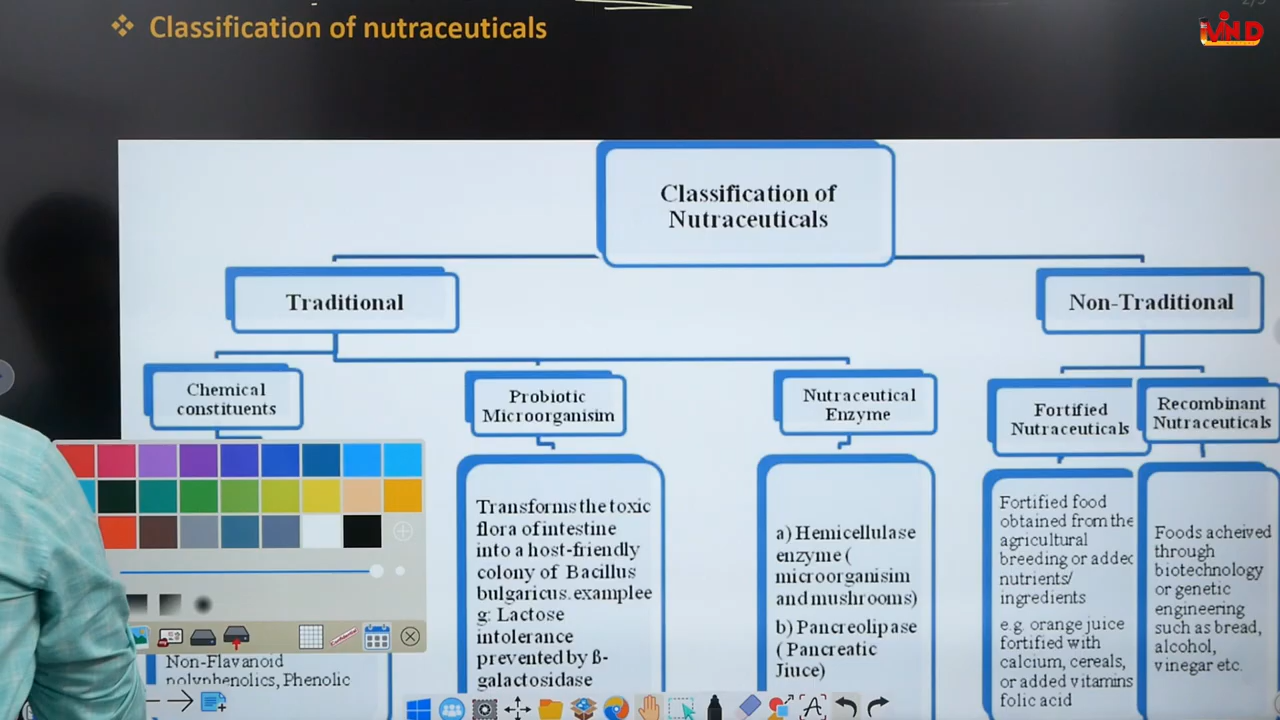 Classification of nutraceuticals
Classification of
Nutraceuticals
Traditional
Non-Traditional
Chemical
constituents
Probiotic
Microorganisim
Nutraceutical
Enzyme
Fortified
Nutraceuticals
Recombinant
Nutraceuticals
Non-Flavanoid
polyphenolics, Phenolic
Transforms the toxic
flora of intestine
into a host-friendly
colony of Bacillus
bulgaricus. examplee
g: Lactose
intolerance
prevented by ß-
galactosidase
a) Hemicellulase
enzyme (
microorganisim
and mushrooms)
b) Pancreolipase
( Pancreatic
Jiuce)
Fortified food
obtained from the
agricultural
breeding or added
nutrients/
ingredients
e.g. orange juice
fortified with
calcium, cereals,
or added vitamins
folic acid
Foods acheived
through
biotechnology
or genetic
engineering
such as bread,
alcohol,
vinegar etc.